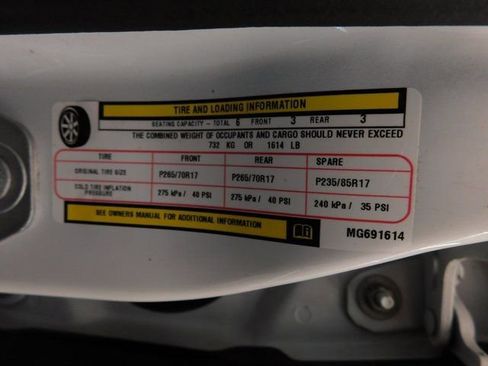 TIRE AND LOADING INFORMATION
SEATING CAPACITY - TOTAL 6 FRONT 3 REAR 3
THE COMBINED WEIGHT OF OCCUPANTS AND CARGO SHOULD NEVER EXCEED
732 KG OR 1614 LB
TIRE FRONT REAR SPARE
ORIGINAL TIRE SIZE P265/70R17 P265/70R17 P235/85R17
COLD TIRE INFLATION PRESSURE 275 kPa / 40 PSI 275 kPa / 40 PSI 240 kPa / 35 PSI
SEE OWNERS MANUAL FOR ADDITIONAL INFORMATION
MG691614